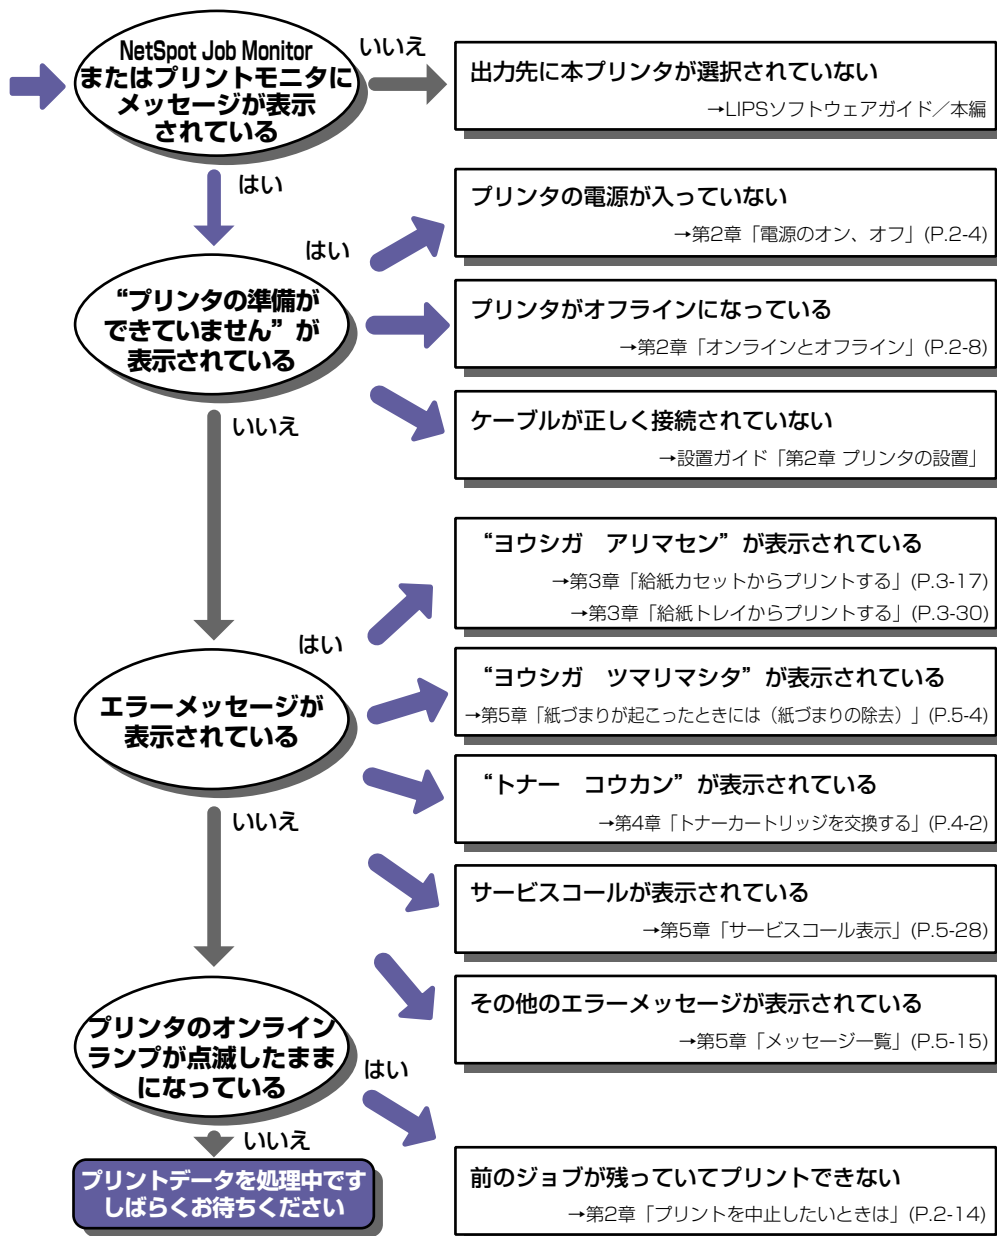 NetSpot Job Monitor
またはプリントモニタに
メッセージが表示
されている
いいえ
出力先に本プリンタが選択されていない
→LIPSソフトウェアガイド／本編
はい
はい
プリンタの電源が入っていない
→第2章「電源のオン、オフ」(P.2-4)
“プリンタの準備が
できていません”が
表示されている
プリンタがオフラインになっている
→第2章「オンラインとオフライン」(P.2-8)
いいえ
ケーブルが正しく接続されていない
→設置ガイド「第2章 プリンタの設置」
“ヨウシガ　アリマセン”が表示されている
→第3章「給紙カセットからプリントする」(P.3-17)
→第3章「給紙トレイからプリントする」(P.3-30)
はい
エラーメッセージが
表示されている
“ヨウシガ　ツマリマシタ”が表示されている
→第5章「紙づまりが起こったときには（紙づまりの除去）」(P.5-4)
いいえ
“トナー　コウカン”が表示されている
→第4章「トナーカートリッジを交換する」(P.4-2)
サービスコールが表示されている
→第5章「サービスコール表示」(P.5-28)
その他のエラーメッセージが表示されている
→第5章「メッセージ一覧」(P.5-15)
プリンタのオンライン
ランプが点滅したまま
になっている
はい
いいえ
前のジョブが残っていてプリントできない
→第2章「プリントを中止したいときは」(P.2-14)
プリントデータを処理中です
しばらくお待ちください